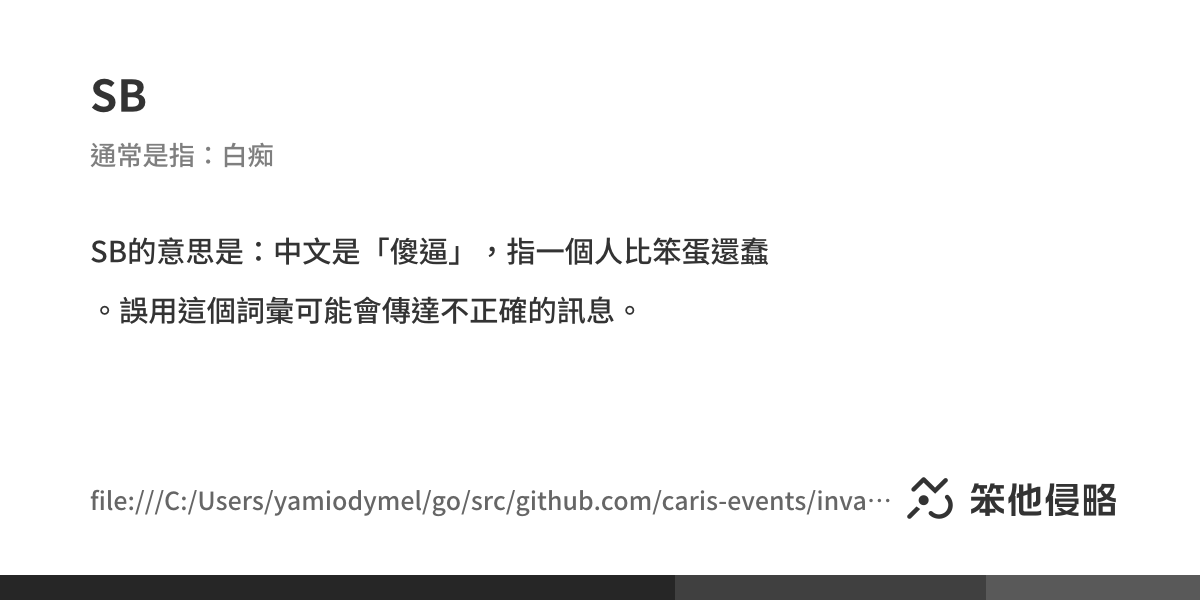 SB
通常是指：白痴
SB的意思是：中文是「傻逼」，指一個人比笨蛋還蠢
。誤用這個詞彙可能會傳達不正確的訊息。
file:///C:/Users/yamiodymel/go/src/github.com/caris-events/inva…
笨他侵略